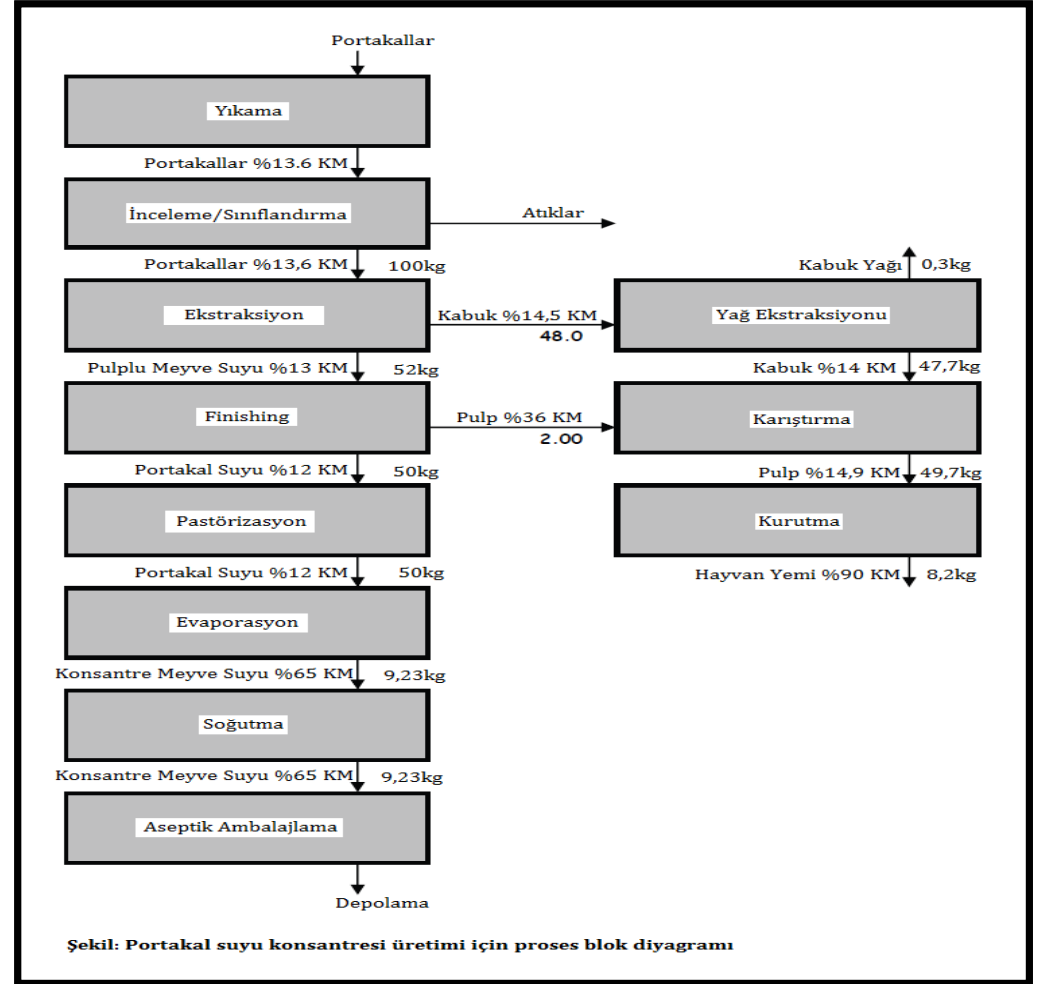 Portakallar
Yıkama
Portakallar %13.6 KM
İnceleme/Sınıflandırma
Atıklar
Portakallar %13,6 KM 100kg
Kabuk Yağı 0,3kg
Ekstraksiyon
Kabuk %14,5 KM
48.0
Yağ Ekstraksiyonu
Pulplu Meyve Suyu %13 KM 52kg
Kabuk %14 KM 47,7kg
Finishing
Pulp %36 KM
2.00
Karıştırma
Portakal Suyu %12 KM 50kg
Pulp %14,9 KM 49,7kg
Pastörizasyon
Kurutma
Portakal Suyu %12 KM 50kg
Hayvan Yemi %90 KM 8,2kg
Evaporasyon
Konsantre Meyve Suyu %65 KM 9,23kg
Soğutma
Konsantre Meyve Suyu %65 KM 9,23kg
Aseptik Ambalajlama
Depolama
Şekil: Portakal suyu konsantresi üretimi için proses blok diyagramı